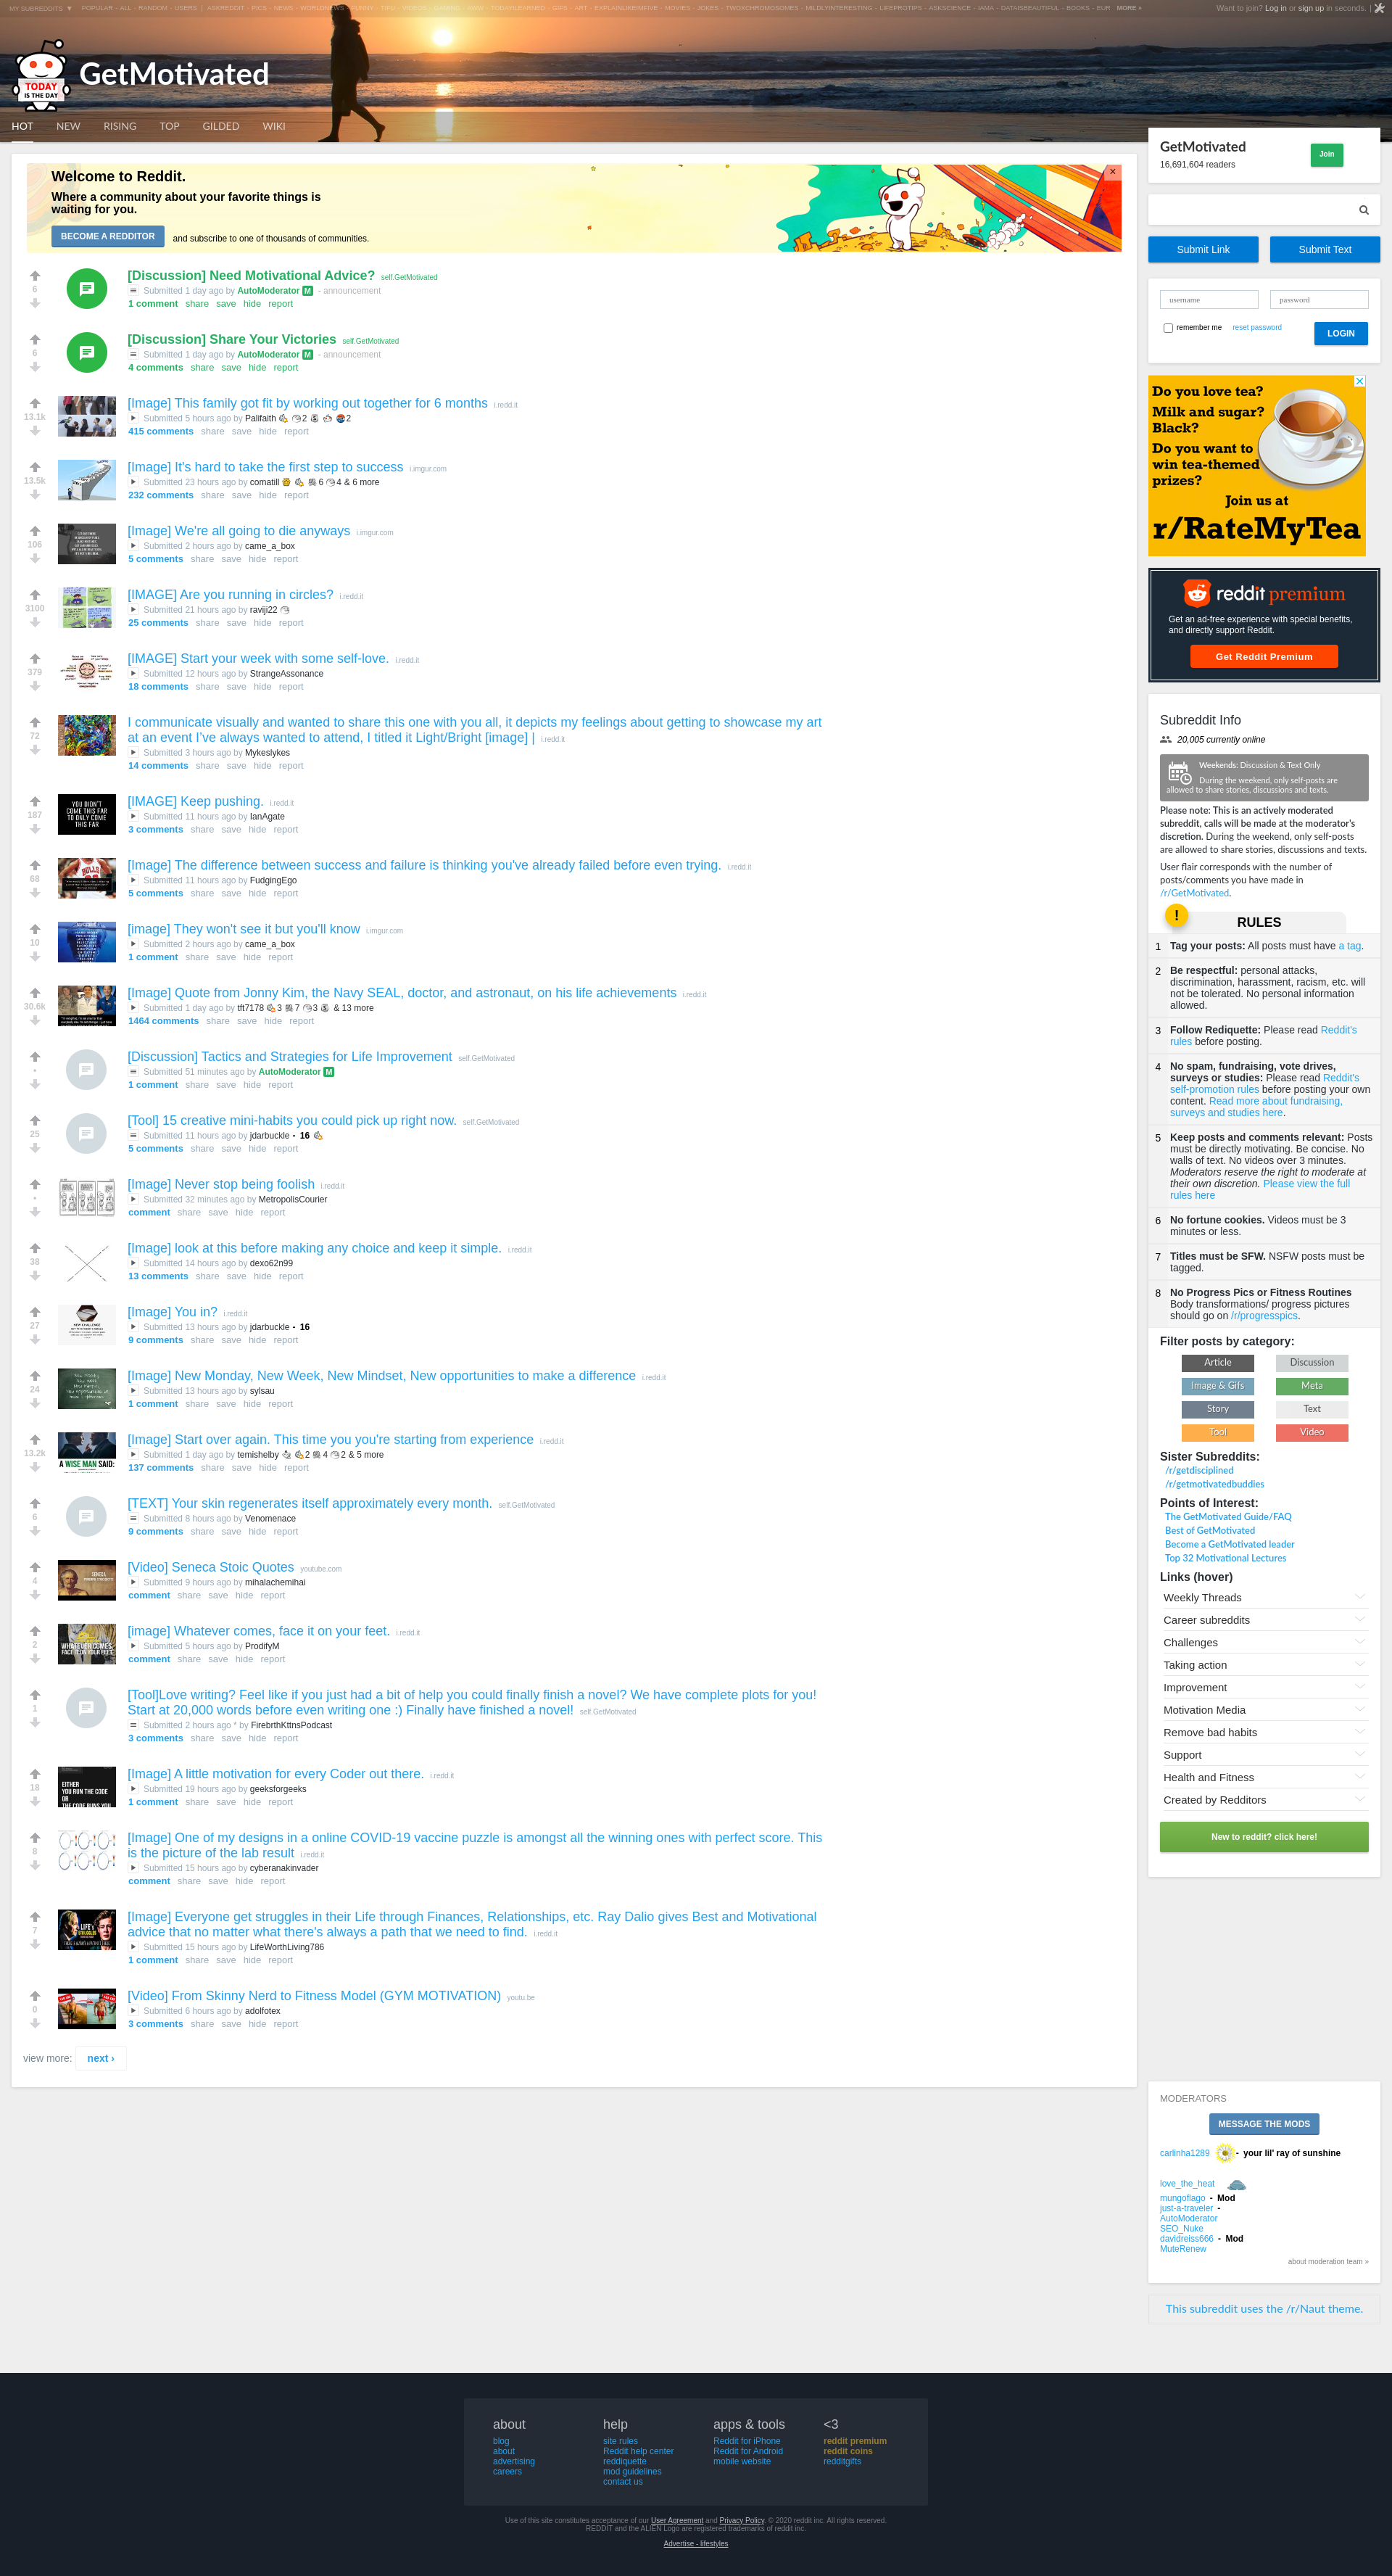 MY SUBREDDITS ▼ POPULAR - ALL - RANDOM - USERS | ASKREDDIT - PICS - NEWS - WORLDNEWS - FUNNY - TIFU - VIDEOS - GAMING - AWW - TODAYILEARNED - GIFS - ART - EXPLAINLIKEIMFIVE - MOVIES - JOKES - TWOXCHROMOSOMES - MILDLYINTERESTING - LIFEPROTIPS - ASKSCIENCE - IAMA - DATAISBEAUTIFUL - BOOKS - EUR MORE »
Want to join? Log in or sign up in seconds. |
TODAY
IS THE DAY
GetMotivated
HOT NEW RISING TOP GILDED WIKI
Welcome to Reddit.
Where a community about your favorite things is
waiting for you.
BECOME A REDDITOR and subscribe to one of thousands of communities.
×
[Discussion] Need Motivational Advice? self.GetMotivated
6
Submitted 1 day ago by AutoModerator M - announcement
1 comment share save hide report
[Discussion] Share Your Victories self.GetMotivated
6
Submitted 1 day ago by AutoModerator M - announcement
4 comments share save hide report
[Image] This family got fit by working out together for 6 months i.redd.it
13.1k
Submitted 5 hours ago by Palifaith 2 2
415 comments share save hide report
[Image] It's hard to take the first step to success i.imgur.com
13.5k
Submitted 23 hours ago by comatill 6 4 & 6 more
232 comments share save hide report
[Image] We're all going to die anyways i.imgur.com
106
Submitted 2 hours ago by came_a_box
5 comments share save hide report
[IMAGE] Are you running in circles? i.redd.it
3100
Submitted 21 hours ago by raviji22
25 comments share save hide report
[IMAGE] Start your week with some self-love. i.redd.it
379
Submitted 12 hours ago by StrangeAssonance
18 comments share save hide report
I communicate visually and wanted to share this one with you all, it depicts my feelings about getting to showcase my art
at an event I've always wanted to attend, I titled it Light/Bright [image] | i.redd.it
72
Submitted 3 hours ago by Mykeslykes
14 comments share save hide report
YOU DIDN'T
COME THIS FAR
TO ONLY COME
THIS FAR
[IMAGE] Keep pushing. i.redd.it
187
Submitted 11 hours ago by IanAgate
3 comments share save hide report
BULLS
[Image] The difference between success and failure is thinking you've already failed before even trying. i.redd.it
68
Submitted 11 hours ago by FudgingEgo
5 comments share save hide report
[image] They won't see it but you'll know i.imgur.com
10
Submitted 2 hours ago by came_a_box
1 comment share save hide report
[Image] Quote from Jonny Kim, the Navy SEAL, doctor, and astronaut, on his life achievements i.redd.it
30.6k
Submitted 1 day ago by tft7178 3 7 3 & 13 more
1464 comments share save hide report
[Discussion] Tactics and Strategies for Life Improvement self.GetMotivated
•
Submitted 51 minutes ago by AutoModerator M
1 comment share save hide report
[Tool] 15 creative mini-habits you could pick up right now. self.GetMotivated
25
Submitted 11 hours ago by jdarbuckle - 16
5 comments share save hide report
[Image] Never stop being foolish i.redd.it
•
Submitted 32 minutes ago by MetropolisCourier
comment share save hide report
[Image] look at this before making any choice and keep it simple. i.redd.it
38
Submitted 14 hours ago by dexo62n99
13 comments share save hide report
[Image] You in? i.redd.it
27
Submitted 13 hours ago by jdarbuckle - 16
9 comments share save hide report
[Image] New Monday, New Week, New Mindset, New opportunities to make a difference i.redd.it
24
Submitted 13 hours ago by sylsau
1 comment share save hide report
A WISE MAN SAID:
[Image] Start over again. This time you you're starting from experience i.redd.it
13.2k
Submitted 1 day ago by temishelby 2 4 2 & 5 more
137 comments share save hide report
[TEXT] Your skin regenerates itself approximately every month. self.GetMotivated
6
Submitted 8 hours ago by Venomenace
9 comments share save hide report
[Video] Seneca Stoic Quotes youtube.com
4
Submitted 9 hours ago by mihalachemihai
comment share save hide report
WHATEVER COMES,
FACE IT ON YOUR FEET
[image] Whatever comes, face it on your feet. i.redd.it
2
Submitted 5 hours ago by ProdifyM
comment share save hide report
[Tool]Love writing? Feel like if you just had a bit of help you could finally finish a novel? We have complete plots for you!
Start at 20,000 words before even writing one :) Finally have finished a novel! self.GetMotivated
1
Submitted 2 hours ago * by FirebrthKttnsPodcast
3 comments share save hide report
EITHER
YOU RUN THE CODE
OR
THE CODE RUNS YOU
[Image] A little motivation for every Coder out there. i.redd.it
18
Submitted 19 hours ago by geeksforgeeks
1 comment share save hide report
[Image] One of my designs in a online COVID-19 vaccine puzzle is amongst all the winning ones with perfect score. This
is the picture of the lab result i.redd.it
8
Submitted 15 hours ago by cyberanakinvader
comment share save hide report
[Image] Everyone get struggles in their Life through Finances, Relationships, etc. Ray Dalio gives Best and Motivational
advice that no matter what there's always a path that we need to find. i.redd.it
7
Submitted 15 hours ago by LifeWorthLiving786
1 comment share save hide report
[Video] From Skinny Nerd to Fitness Model (GYM MOTIVATION) youtu.be
0
Submitted 6 hours ago by adolfotex
3 comments share save hide report
view more: next ›
GetMotivated
16,691,604 readers
Join
Submit Link Submit Text
username password
remember me reset password LOGIN
Do you love tea?
Milk and sugar?
Black?
Do you want to
win tea-themed
prizes?
Join us at
r/RateMyTea
reddit premium
Get an ad-free experience with special benefits,
and directly support Reddit.
Get Reddit Premium
Subreddit Info
20,005 currently online
Weekends: Discussion & Text Only
During the weekend, only self-posts are
allowed to share stories, discussions and texts.
Please note: This is an actively moderated
subreddit, calls will be made at the moderator's
discretion. During the weekend, only self-posts
are allowed to share stories, discussions and texts.
User flair corresponds with the number of
posts/comments you have made in
/r/GetMotivated.
! RULES
1 Tag your posts: All posts must have a tag.
2 Be respectful: personal attacks,
discrimination, harassment, racism, etc. will
not be tolerated. No personal information
allowed.
3 Follow Rediquette: Please read Reddit's
rules before posting.
4 No spam, fundraising, vote drives,
surveys or studies: Please read Reddit's
self-promotion rules before posting your own
content. Read more about fundraising,
surveys and studies here.
5 Keep posts and comments relevant: Posts
must be directly motivating. Be concise. No
walls of text. No videos over 3 minutes.
Moderators reserve the right to moderate at
their own discretion. Please view the full
rules here
6 No fortune cookies. Videos must be 3
minutes or less.
7 Titles must be SFW. NSFW posts must be
tagged.
8 No Progress Pics or Fitness Routines
Body transformations/ progress pictures
should go on /r/progresspics.
Filter posts by category:
Article Discussion
Image & Gifs Meta
Story Text
Tool Video
Sister Subreddits:
/r/getdisciplined
/r/getmotivatedbuddies
Points of Interest:
The GetMotivated Guide/FAQ
Best of GetMotivated
Become a GetMotivated leader
Top 32 Motivational Lectures
Links (hover)
Weekly Threads
Career subreddits
Challenges
Taking action
Improvement
Motivation Media
Remove bad habits
Support
Health and Fitness
Created by Redditors
New to reddit? click here!
MODERATORS
MESSAGE THE MODS
carlinha1289 - your lil' ray of sunshine
love_the_heat
mungoflago - Mod
just-a-traveler -
AutoModerator
SEO_Nuke
davidreiss666 - Mod
MuteRenew
about moderation team »
This subreddit uses the /r/Naut theme.
about
blog
about
advertising
careers
help
site rules
Reddit help center
reddiquette
mod guidelines
contact us
apps & tools
Reddit for iPhone
Reddit for Android
mobile website
<3
reddit premium
reddit coins
redditgifts
Use of this site constitutes acceptance of our User Agreement and Privacy Policy. © 2020 reddit inc. All rights reserved.
REDDIT and the ALIEN Logo are registered trademarks of reddit inc.
Advertise - lifestyles